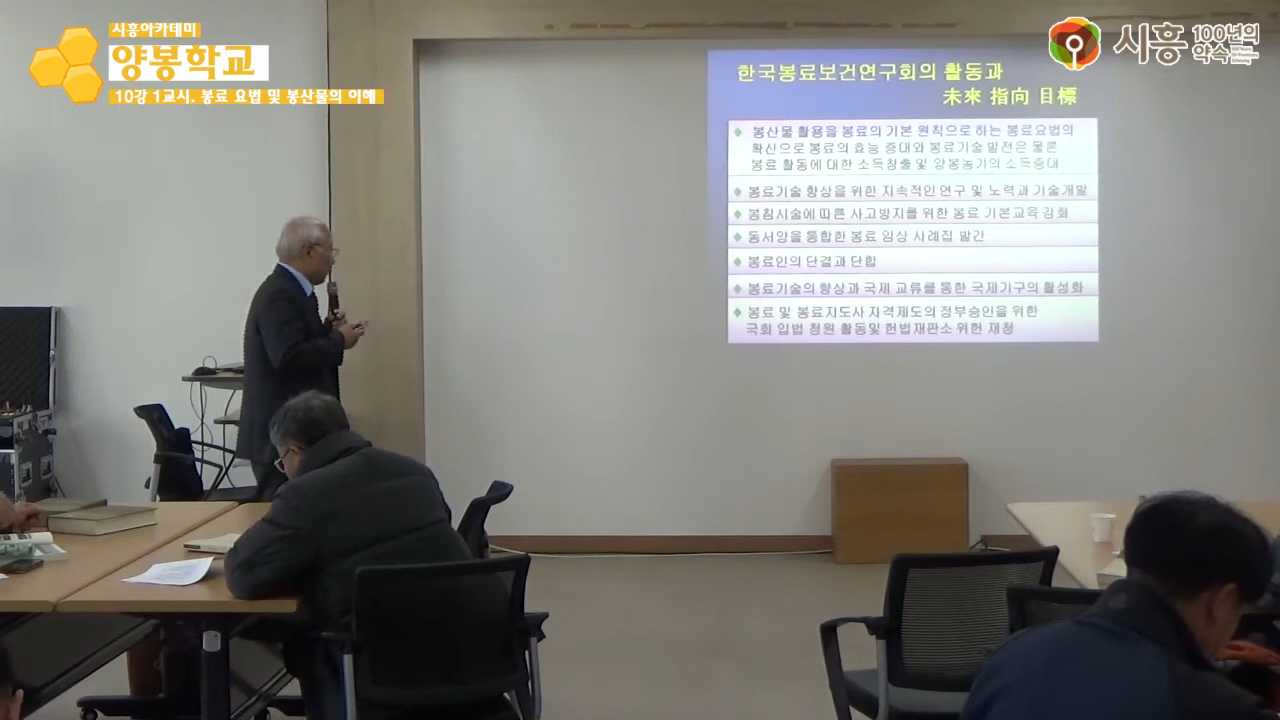 시흥아카데미
양봉학교
10강 1교시. 봉료 요법 및 봉산물의 이해
시흥 100년의
약속
한국봉료보건연구회의 활동과
未來 指向 目標
봉산물 활용을 봉료의 기본 원칙으로 하는 봉료요법의
확신으로 봉료의 효능 증대와 봉료기술 발전은 물론
봉료 활동에 대한 소득창출 및 양봉농가의 소득증대
봉료기술 향상을 위한 지속적인 연구 및 노력과 기술개발
봉침시술에 따른 사고방지를 위한 봉료 기본교육 강화
동서양을 통합한 봉료 임상 사례집 발간
봉료인의 단결과 단합
봉료기술의 향상과 국제 교류를 통한 국제기구의 활성화
봉료 및 봉료지도사 자격제도의 정부승인을 위한
국회 입법 청원 활동및 헌법재판소 위헌 재청